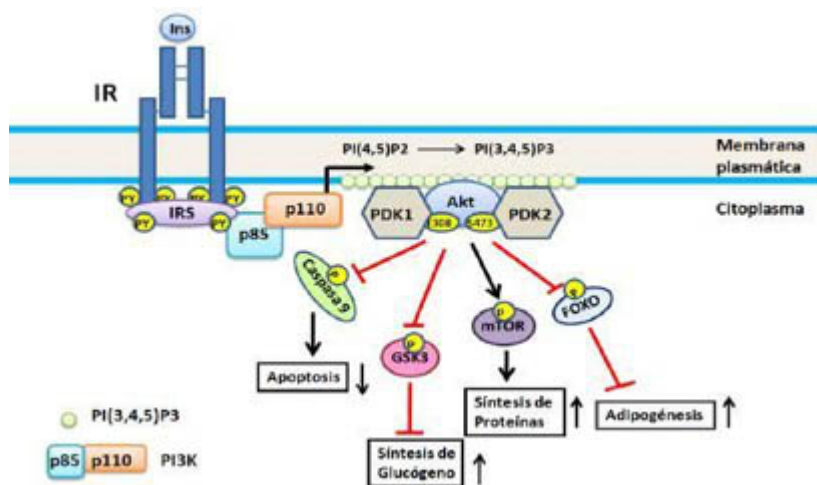 Ins
IR
PI(4,5)P2 → PI(3,4,5)P3
Membrana
plasmática
Citoplasma
PY PY PY PY
IRS
PY PY
p85
p110
PDK1
Akt
PDK2
308 S473
P
Caspasa 9
P
GSK3
P
mTOR
P
FOXO
Apoptosis
Síntesis de
Proteínas
Adipogénesis
Síntesis de
Glucógeno
PI(3,4,5)P3
p85 p110 PI3K